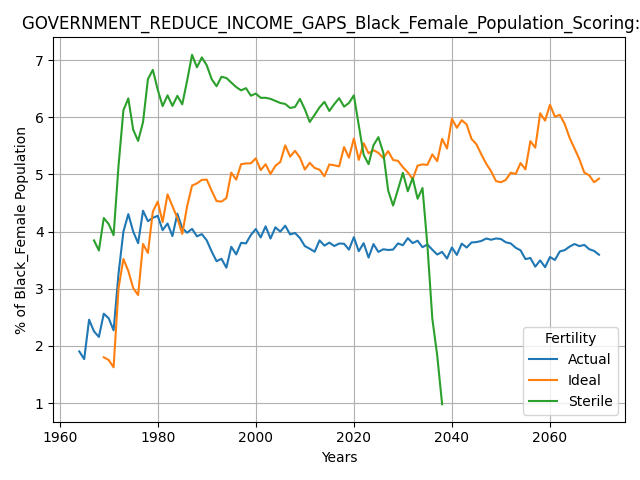 GOVERNMENT_REDUCE_INCOME_GAPS_Black_Female_Population_Scoring:
7
6
5
4
3
2
1
% of Black_Female Population
1960
1980
2000
2020
2040
2060
Years
Fertility
Actual
Ideal
Sterile